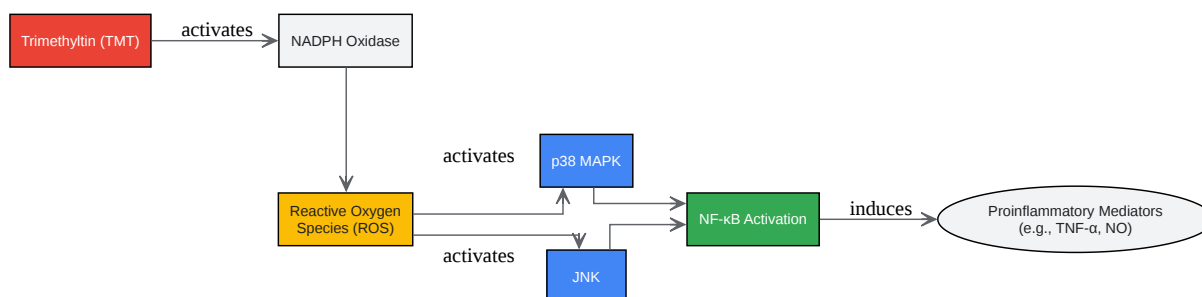 Trimethyltin (TMT)
activates
NADPH Oxidase
activates
p38 MAPK
Reactive Oxygen
Species (ROS)
NF-κB Activation
induces
Proinflammatory Mediators
(e.g., TNF-α, NO)
activates
JNK